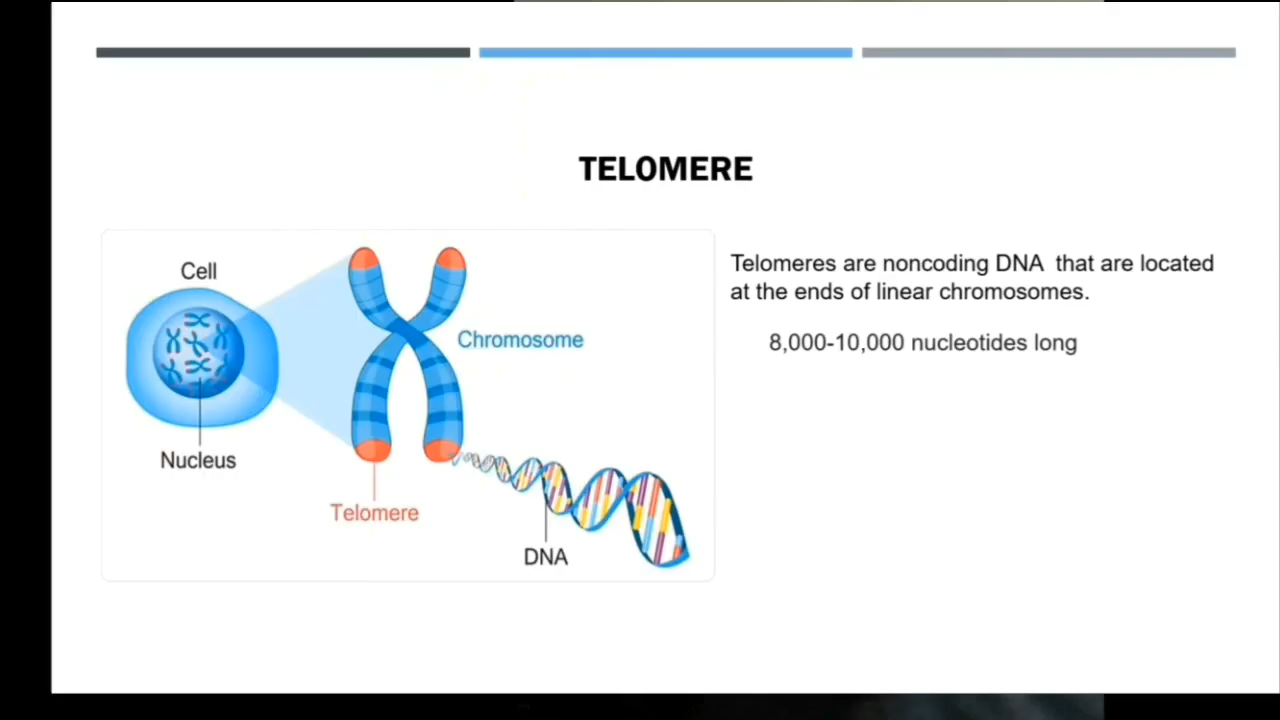 TELOMERE
Cell
Chromosome
Nucleus
Telomere
DNA
Telomeres are noncoding DNA that are located
at the ends of linear chromosomes.
8,000-10,000 nucleotides long